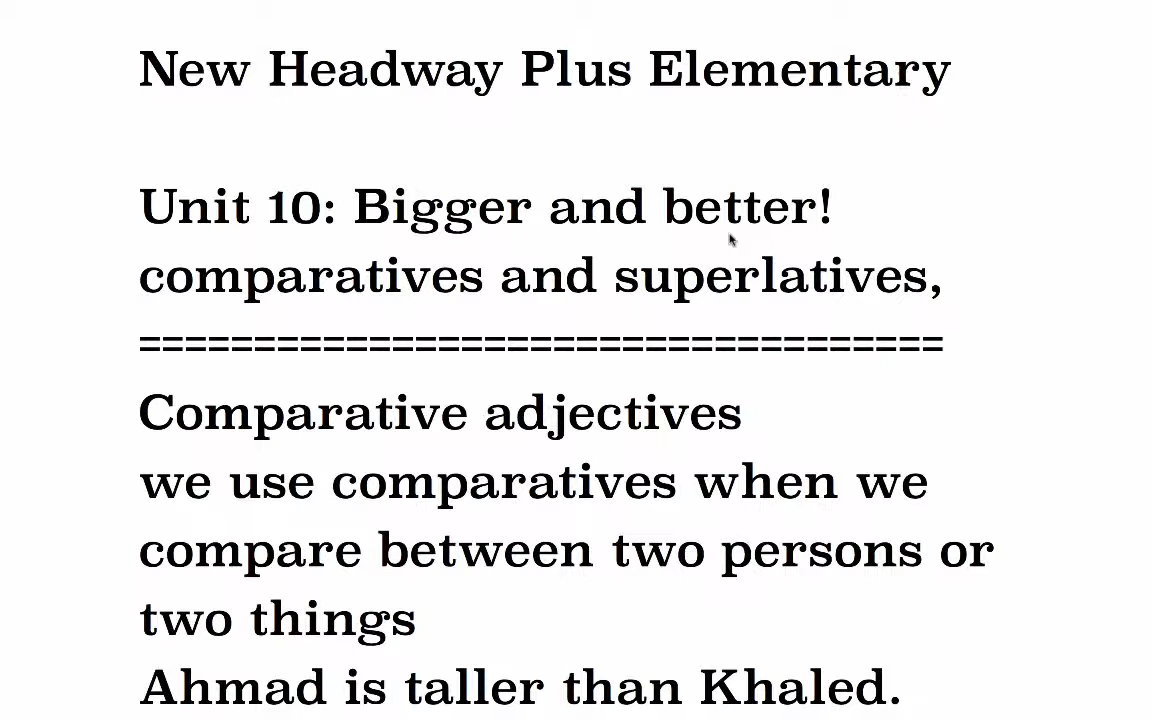 New Headway Plus Elementary
Unit 10: Bigger and better!
comparatives and superlatives,
===================================
Comparative adjectives
we use comparatives when we
compare between two persons or
two things
Ahmad is taller than Khaled.